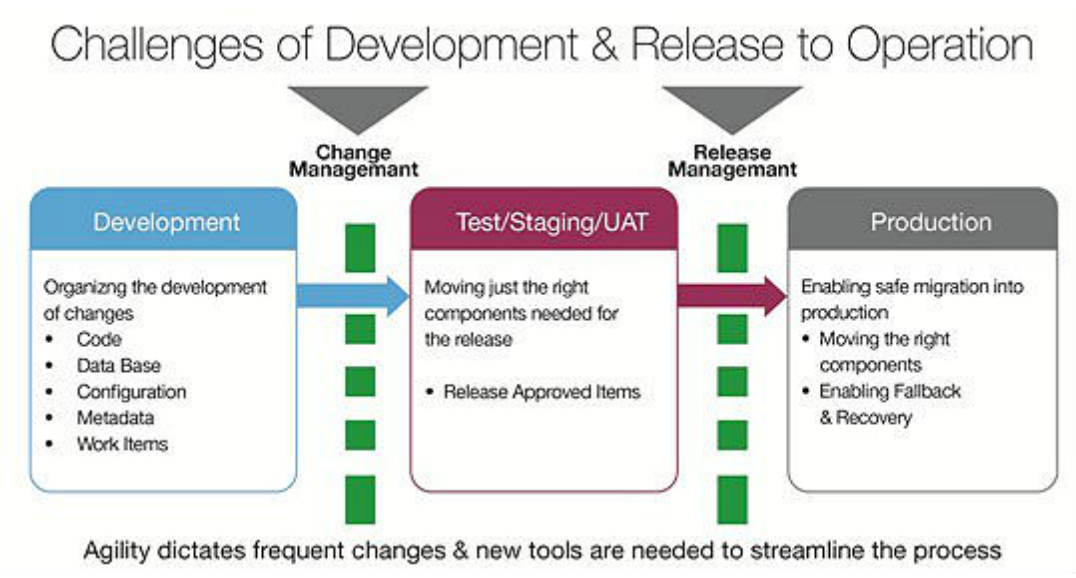 Challenges of Development & Release to Operation
Change
Management
Release
Management
Development
Organizng the development
of changes
• Code
• Data Base
• Configuration
• Metadata
• Work Items
Test/Staging/UAT
Moving just the right
components needed for
the release
• Release Approved Items
Production
Enabling safe migration into
production
• Moving the right
components
• Enabling Fallback
& Recovery
Agility dictates frequent changes & new tools are needed to streamline the process